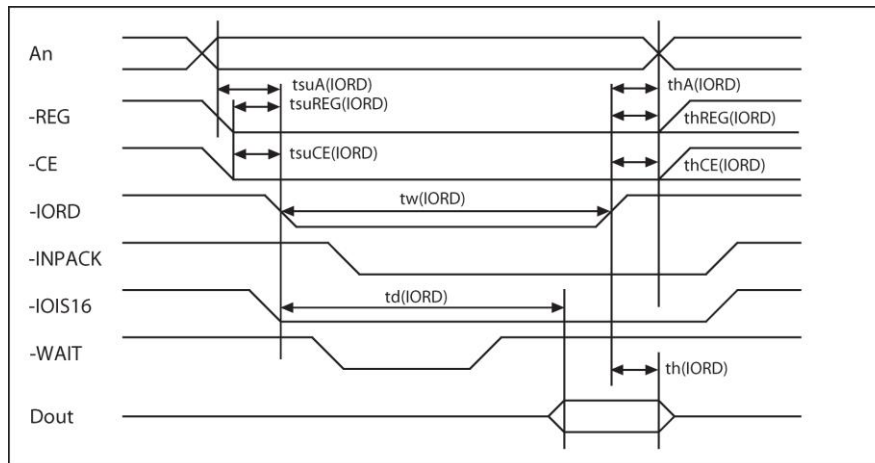 An
tsuA(IORD)
thA(IORD)
tsuREG(IORD)
-REG
thREG(IORD)
-CE
tsuCE(IORD)
thCE(IORD)
-IORD
tw(IORD)
-INPACK
-IOIS16
td(IORD)
-WAIT
th(IORD)
Dout